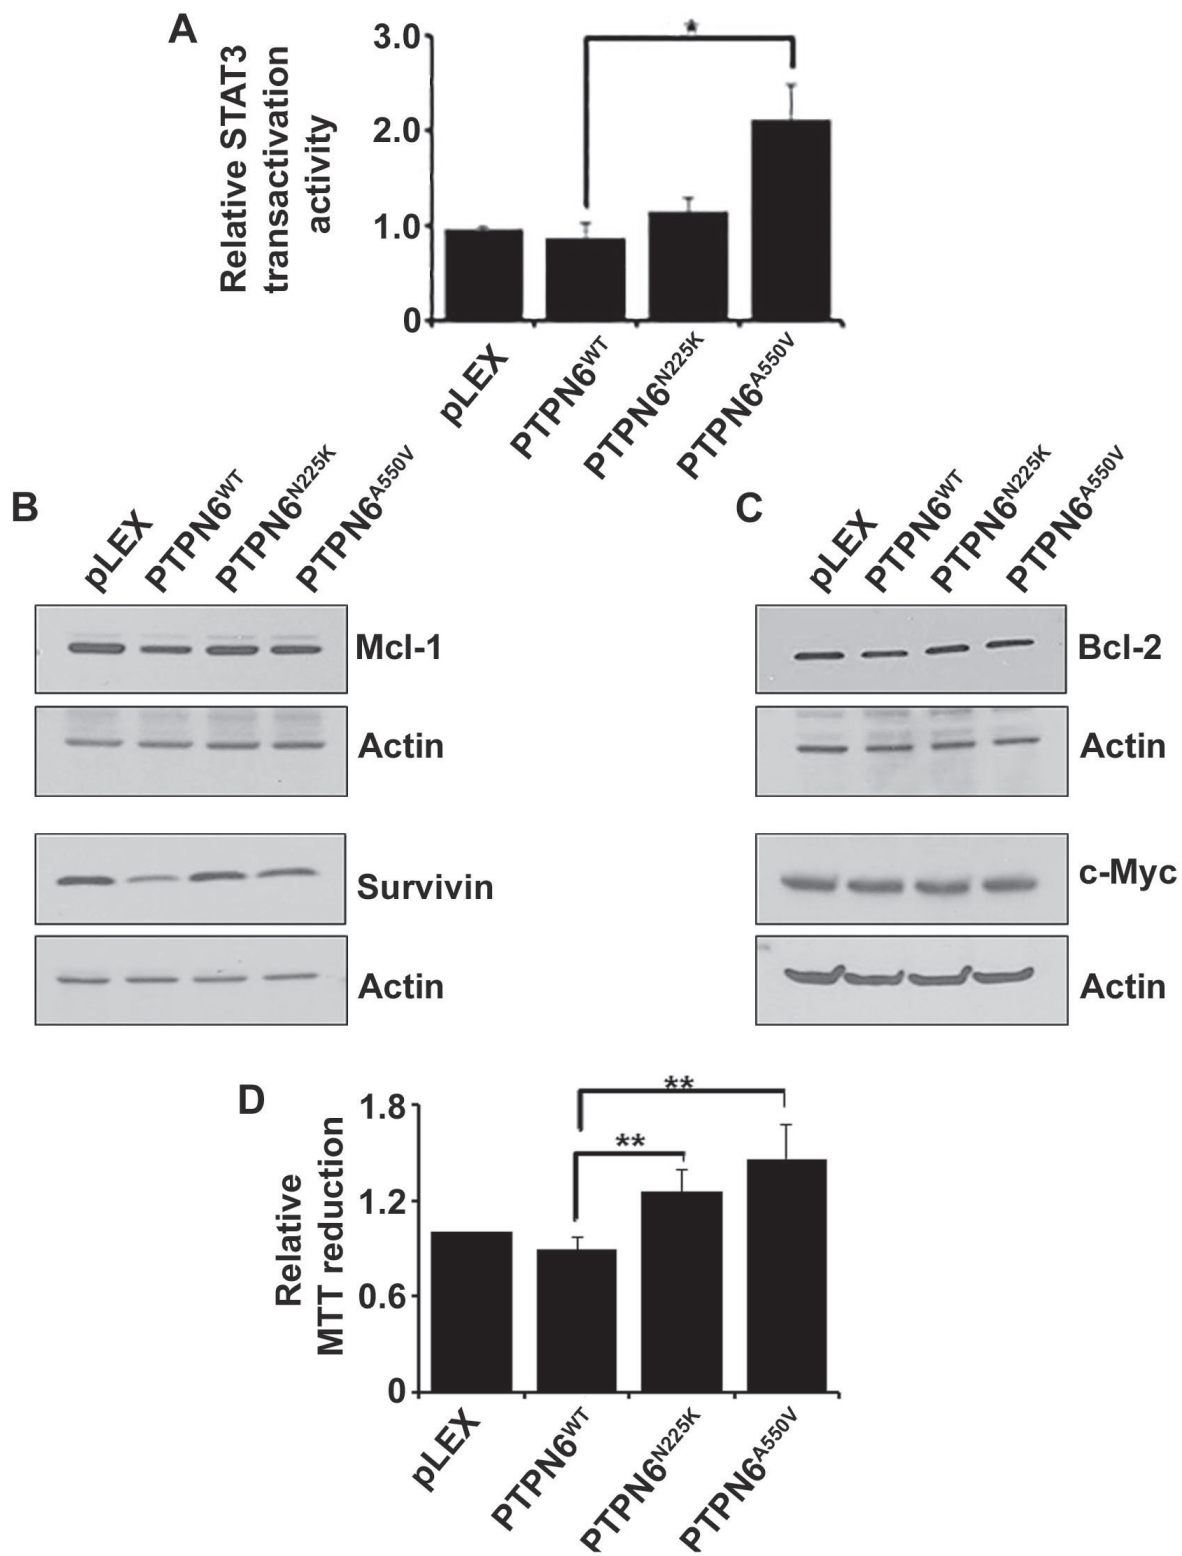 A
Relative STAT3
transactivation
activity
3.0
2.0
1.0
0
*
pLEX
PTPN6WT
PTPN6N225K
PTPN6A550V
B
pLEX
PTPN6WT
PTPN6N225K
PTPN6A550V
Mcl-1
Actin
Survivin
Actin
C
pLEX
PTPN6WT
PTPN6N225K
PTPN6A550V
Bcl-2
Actin
c-Myc
Actin
D
Relative
MTT reduction
1.8
1.2
0.6
0
**
**
pLEX
PTPN6WT
PTPN6N225K
PTPN6A550V